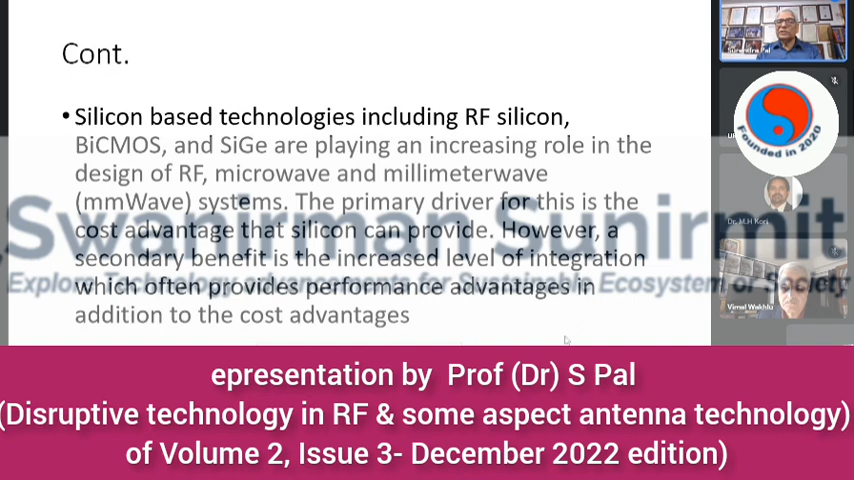 Cont.
• Silicon based technologies including RF silicon,
BiCMOS, and SiGe are playing an increasing role in the
design of RF, microwave and millimeterwave
(mmWave) systems. The primary driver for this is the
cost advantage that silicon can provide. However, a
secondary benefit is the increased level of integration
which often provides performance advantages in
addition to the cost advantages
Swanirman Sunirmit
Explore Technology Advancements for Sustainable Ecosystem or Society
Surendra Pal
Founded in 2020
Dr. M.H Kori
Vimal Wakhlu
epresentation by Prof (Dr) S Pal
(Disruptive technology in RF & some aspect antenna technology)
of Volume 2, Issue 3- December 2022 edition)